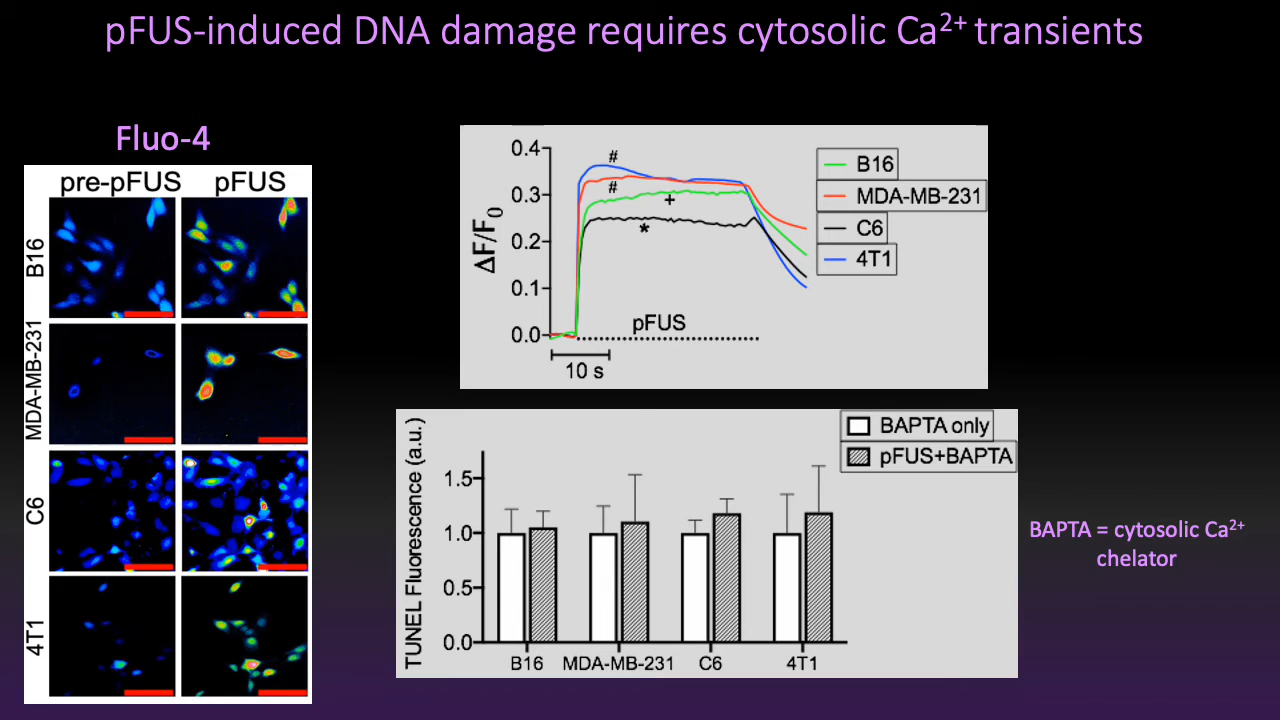 pFUS-induced DNA damage requires cytosolic Ca²⁺ transients
Fluo-4
pre-pFUS pFUS
B16
MDA-MB-231
C6
4T1
0.4
0.3
0.2
0.1
0.0
ΔF/F₀
#
#
+
*
pFUS
10 s
B16
MDA-MB-231
C6
4T1
TUNEL Fluorescence (a.u.)
1.5
1.0
0.5
0.0
B16 MDA-MB-231 C6 4T1
BAPTA only
pFUS+BAPTA
BAPTA = cytosolic Ca²⁺
chelator